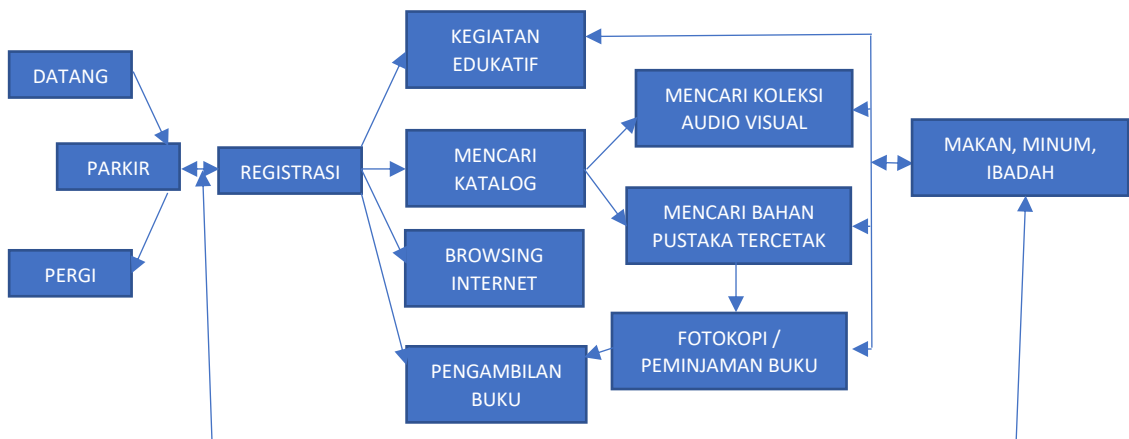 DATANG
PARKIR
PERGI
REGISTRASI
KEGIATAN
EDUKATIF
MENCARI
KATALOG
BROWSING
INTERNET
PENGAMBILAN
BUKU
MENCARI KOLEKSI
AUDIO VISUAL
MENCARI BAHAN
PUSTAKA TERCETAK
FOTOKOPI /
PEMINJAMAN BUKU
MAKAN, MINUM,
IBADAH